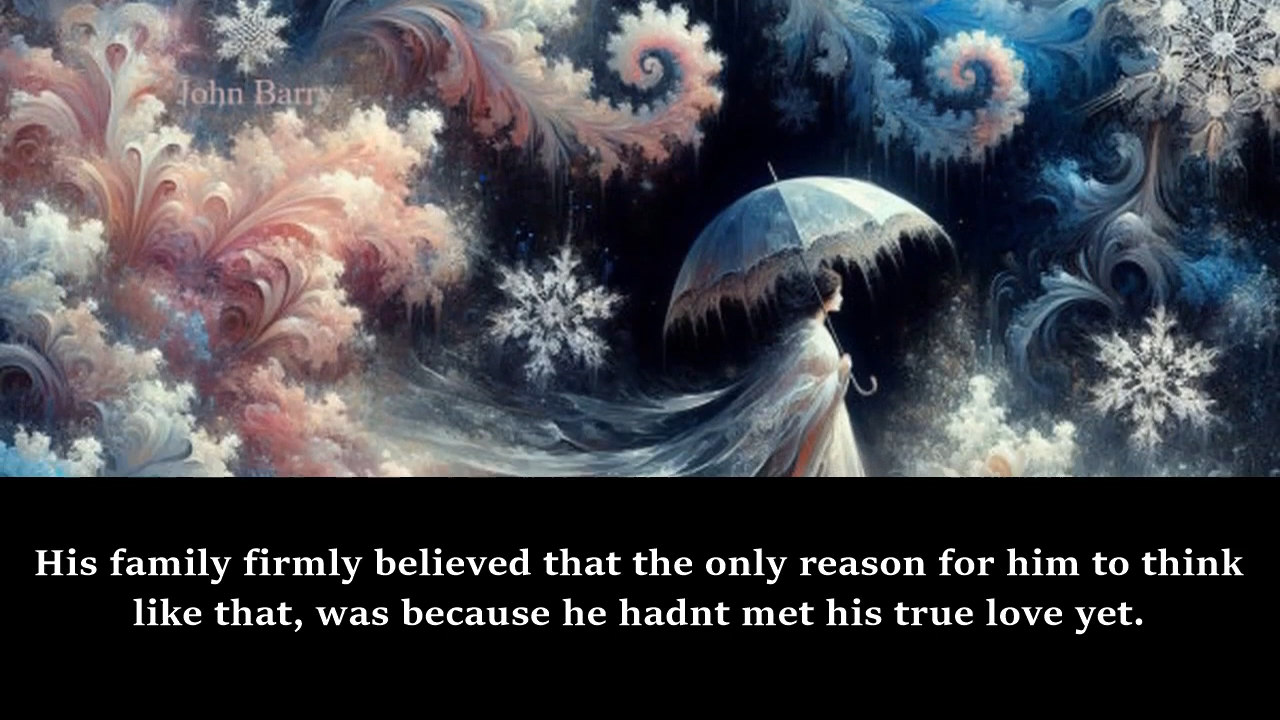 John Barry
His family firmly believed that the only reason for him to think
like that, was because he hadnt met his true love yet.